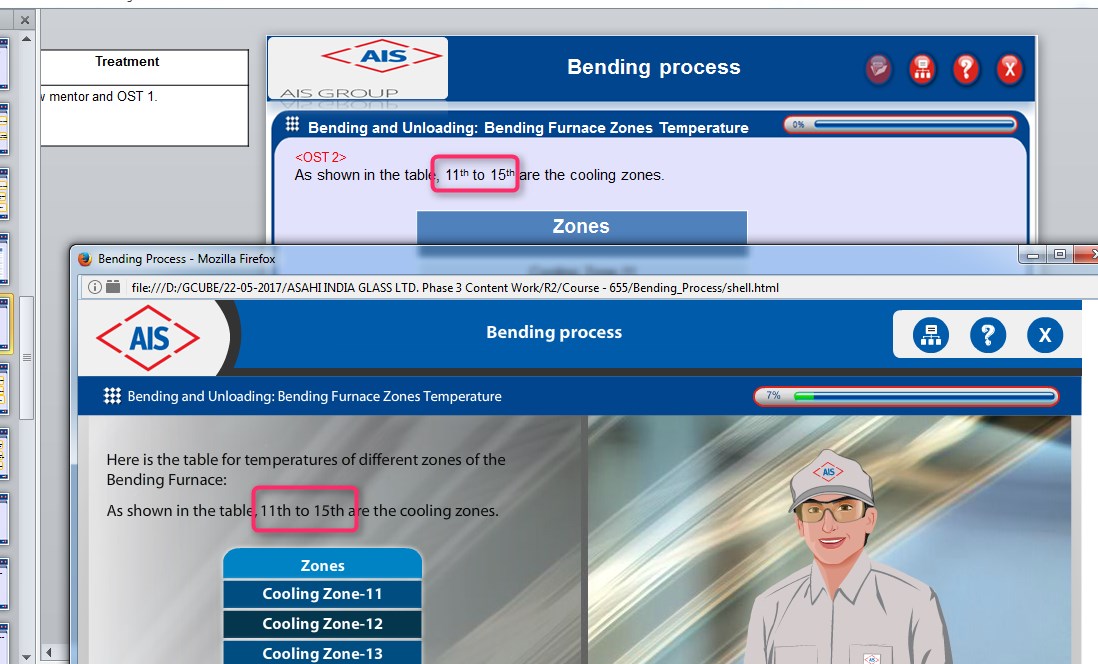 Treatment
mentor and OST 1.
AIS
AIS GROUP
Bending process
?
X
Bending and Unloading: Bending Furnace Zones Temperature
0%
<OST 2>
As shown in the table, 11th to 15th are the cooling zones.
Zones
Bending Process - Mozilla Firefox
file:///D:/GCUBE/22-05-2017/ASAHI INDIA GLASS LTD. Phase 3 Content Work/R2/Course - 655/Bending_Process/shell.html
AIS
Bending process
?
X
Bending and Unloading: Bending Furnace Zones Temperature
7%
Here is the table for temperatures of different zones of the
Bending Furnace:
As shown in the table, 11th to 15th are the cooling zones.
Zones
Cooling Zone-11
Cooling Zone-12
Cooling Zone-13
AIS
AIS